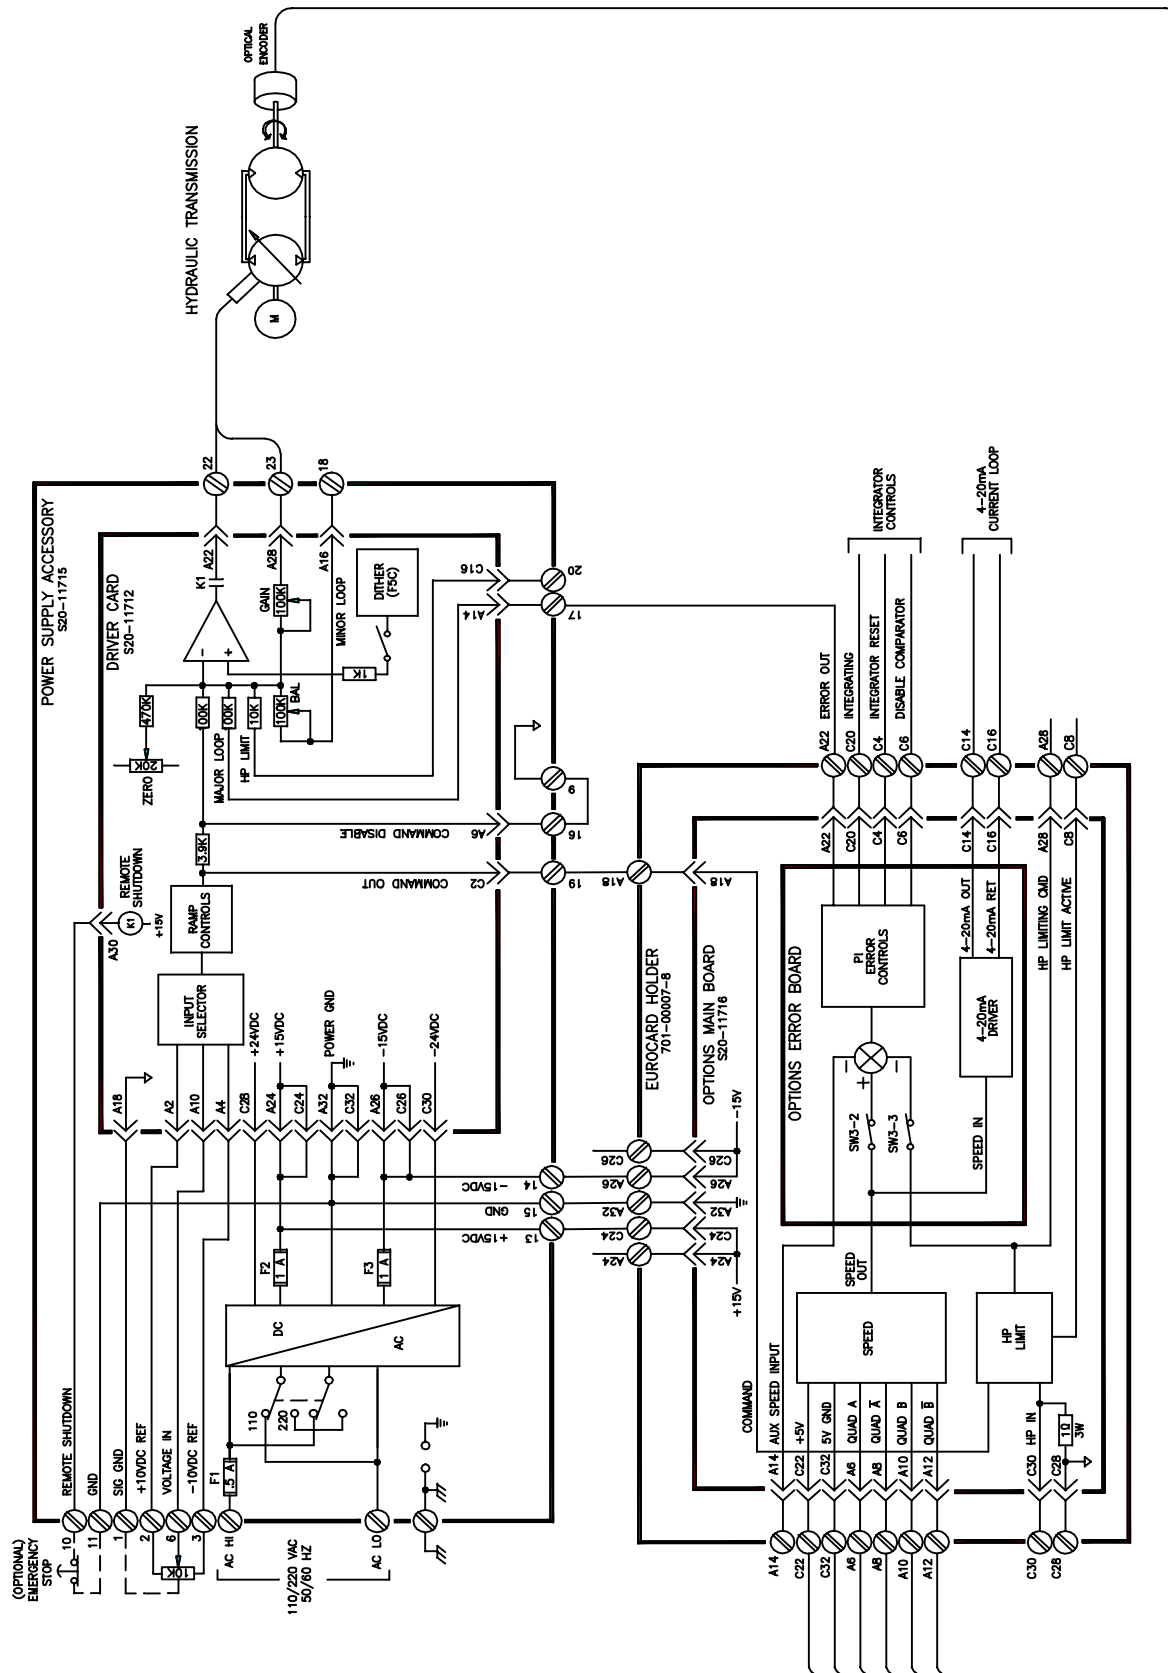 OPTICAL
ENCODER
HYDRAULIC TRANSMISSION
M
POWER SUPPLY ACCESSORY
S20-11715
DRIVER CARD
S20-11712
22
23
18
A22
A28
A16
K1
GAIN
100K
MINOR LOOP
DITHER
(F5C)
C16
A14
20
17
1K
-
+
470K
20K
ZERO
100K
100K
10K
100K
BAL
MAJOR LOOP
HP LIMIT
3.9K
COMMAND DISABLE
A6
COMMAND OUT
C2
9
16
19
REMOTE
SHUTDOWN
K1
+15V
A30
RAMP
CONTROLS
INPUT
SELECTOR
+24VDC
+15VDC
POWER GND
-15VDC
-24VDC
A18
A2
A10
A4
C28
A24
C24
A32
C32
A26
C26
C30
-15VDC
14
GND
15
+15VDC
13
F2
1 A
F3
1 A
DC
AC
110
220
F1
.5 A
REMOTE SHUTDOWN
GND
SIG GND
+10VDC REF
VOLTAGE IN
-10VDC REF
(OPTIONAL)
EMERGENCY
STOP
10
11
1
2
6
3
10K
AC HI
AC LO
110/220 VAC
50/60 HZ
EUROCARD HOLDER
701-00007-8
OPTIONS MAIN BOARD
S20-11716
A18
A18
C26
A26
A32
C24
A24
C26
A26
A32
C24
A24
-15V
+15V
OPTIONS ERROR BOARD
INTEGRATOR
CONTROLS
4-20mA
CURRENT LOOP
A22
ERROR OUT
C20
INTEGRATING
C4
INTEGRATOR RESET
C6
DISABLE COMPARATOR
C14
C16
A28
C8
A22
C20
C4
C6
C14
C16
A28
C8
4-20mA OUT
4-20mA RET
HP LIMITING CMD
HP LIMIT ACTIVE
PI
ERROR
CONTROLS
4-20mA
DRIVER
-
+
-
SW3-2
SW3-3
SPEED IN
SPEED
OUT
SPEED
HP
LIMIT
COMMAND
AUX SPEED INPUT
+5V
5V GND
QUAD A
QUAD A̅
QUAD B
QUAD B̅
HP IN
1Ω
3W
A14
C22
C32
A6
A8
A10
A12
C30
C28
A14
C22
C32
A6
A8
A10
A12
C30
C28